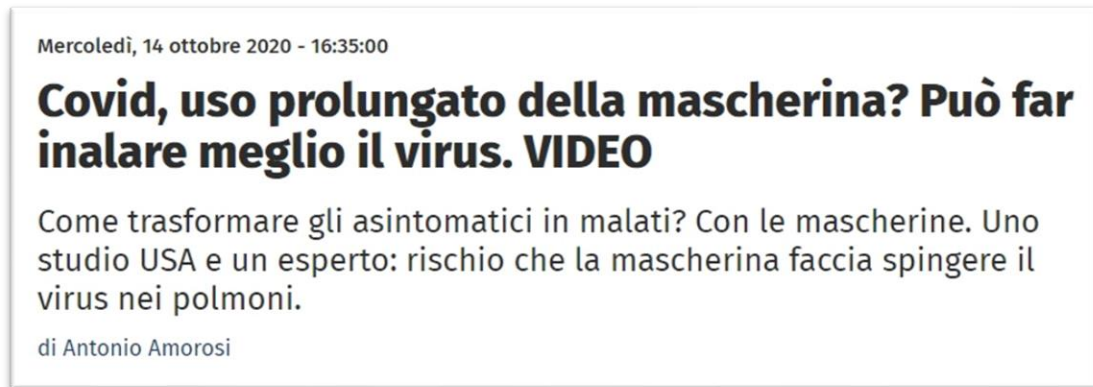 Mercoledì, 14 ottobre 2020 - 16:35:00
Covid, uso prolungato della mascherina? Può far
inalare meglio il virus. VIDEO
Come trasformare gli asintomatici in malati? Con le mascherine. Uno
studio USA e un esperto: rischio che la mascherina faccia spingere il
virus nei polmoni.
di Antonio Amorosi